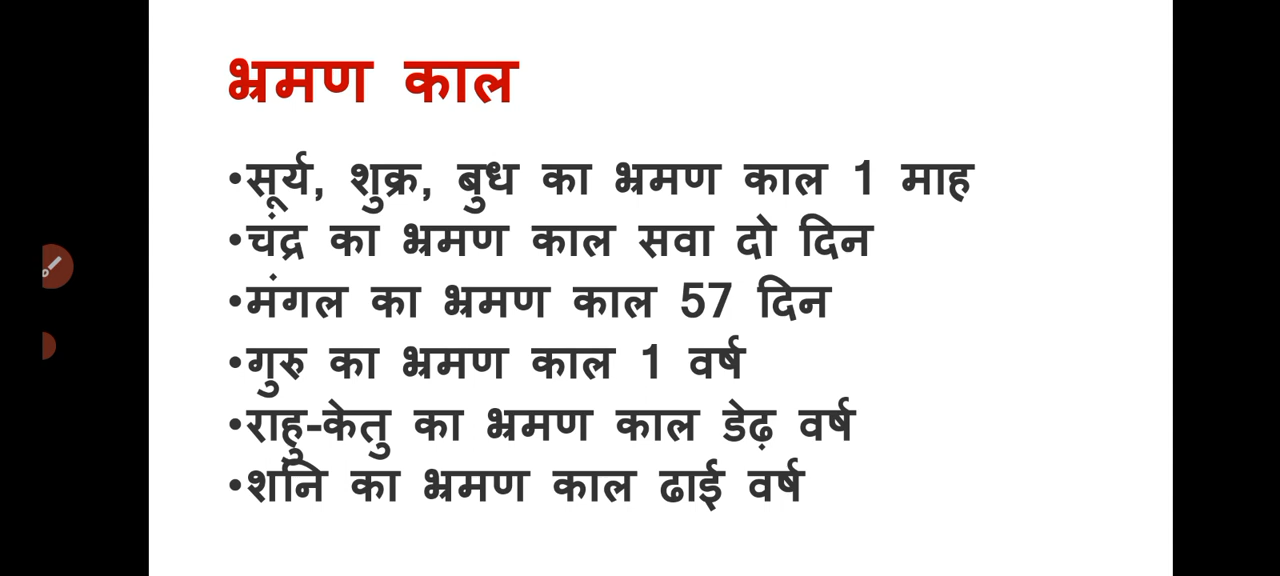 भ्रमण काल
•सूर्य, शुक्र, बुध का भ्रमण काल 1 माह
•चंद्र का भ्रमण काल सवा दो दिन
•मंगल का भ्रमण काल 57 दिन
•गुरु का भ्रमण काल 1 वर्ष
•राहु-केतु का भ्रमण काल डेढ़ वर्ष
•शनि का भ्रमण काल ढाई वर्ष